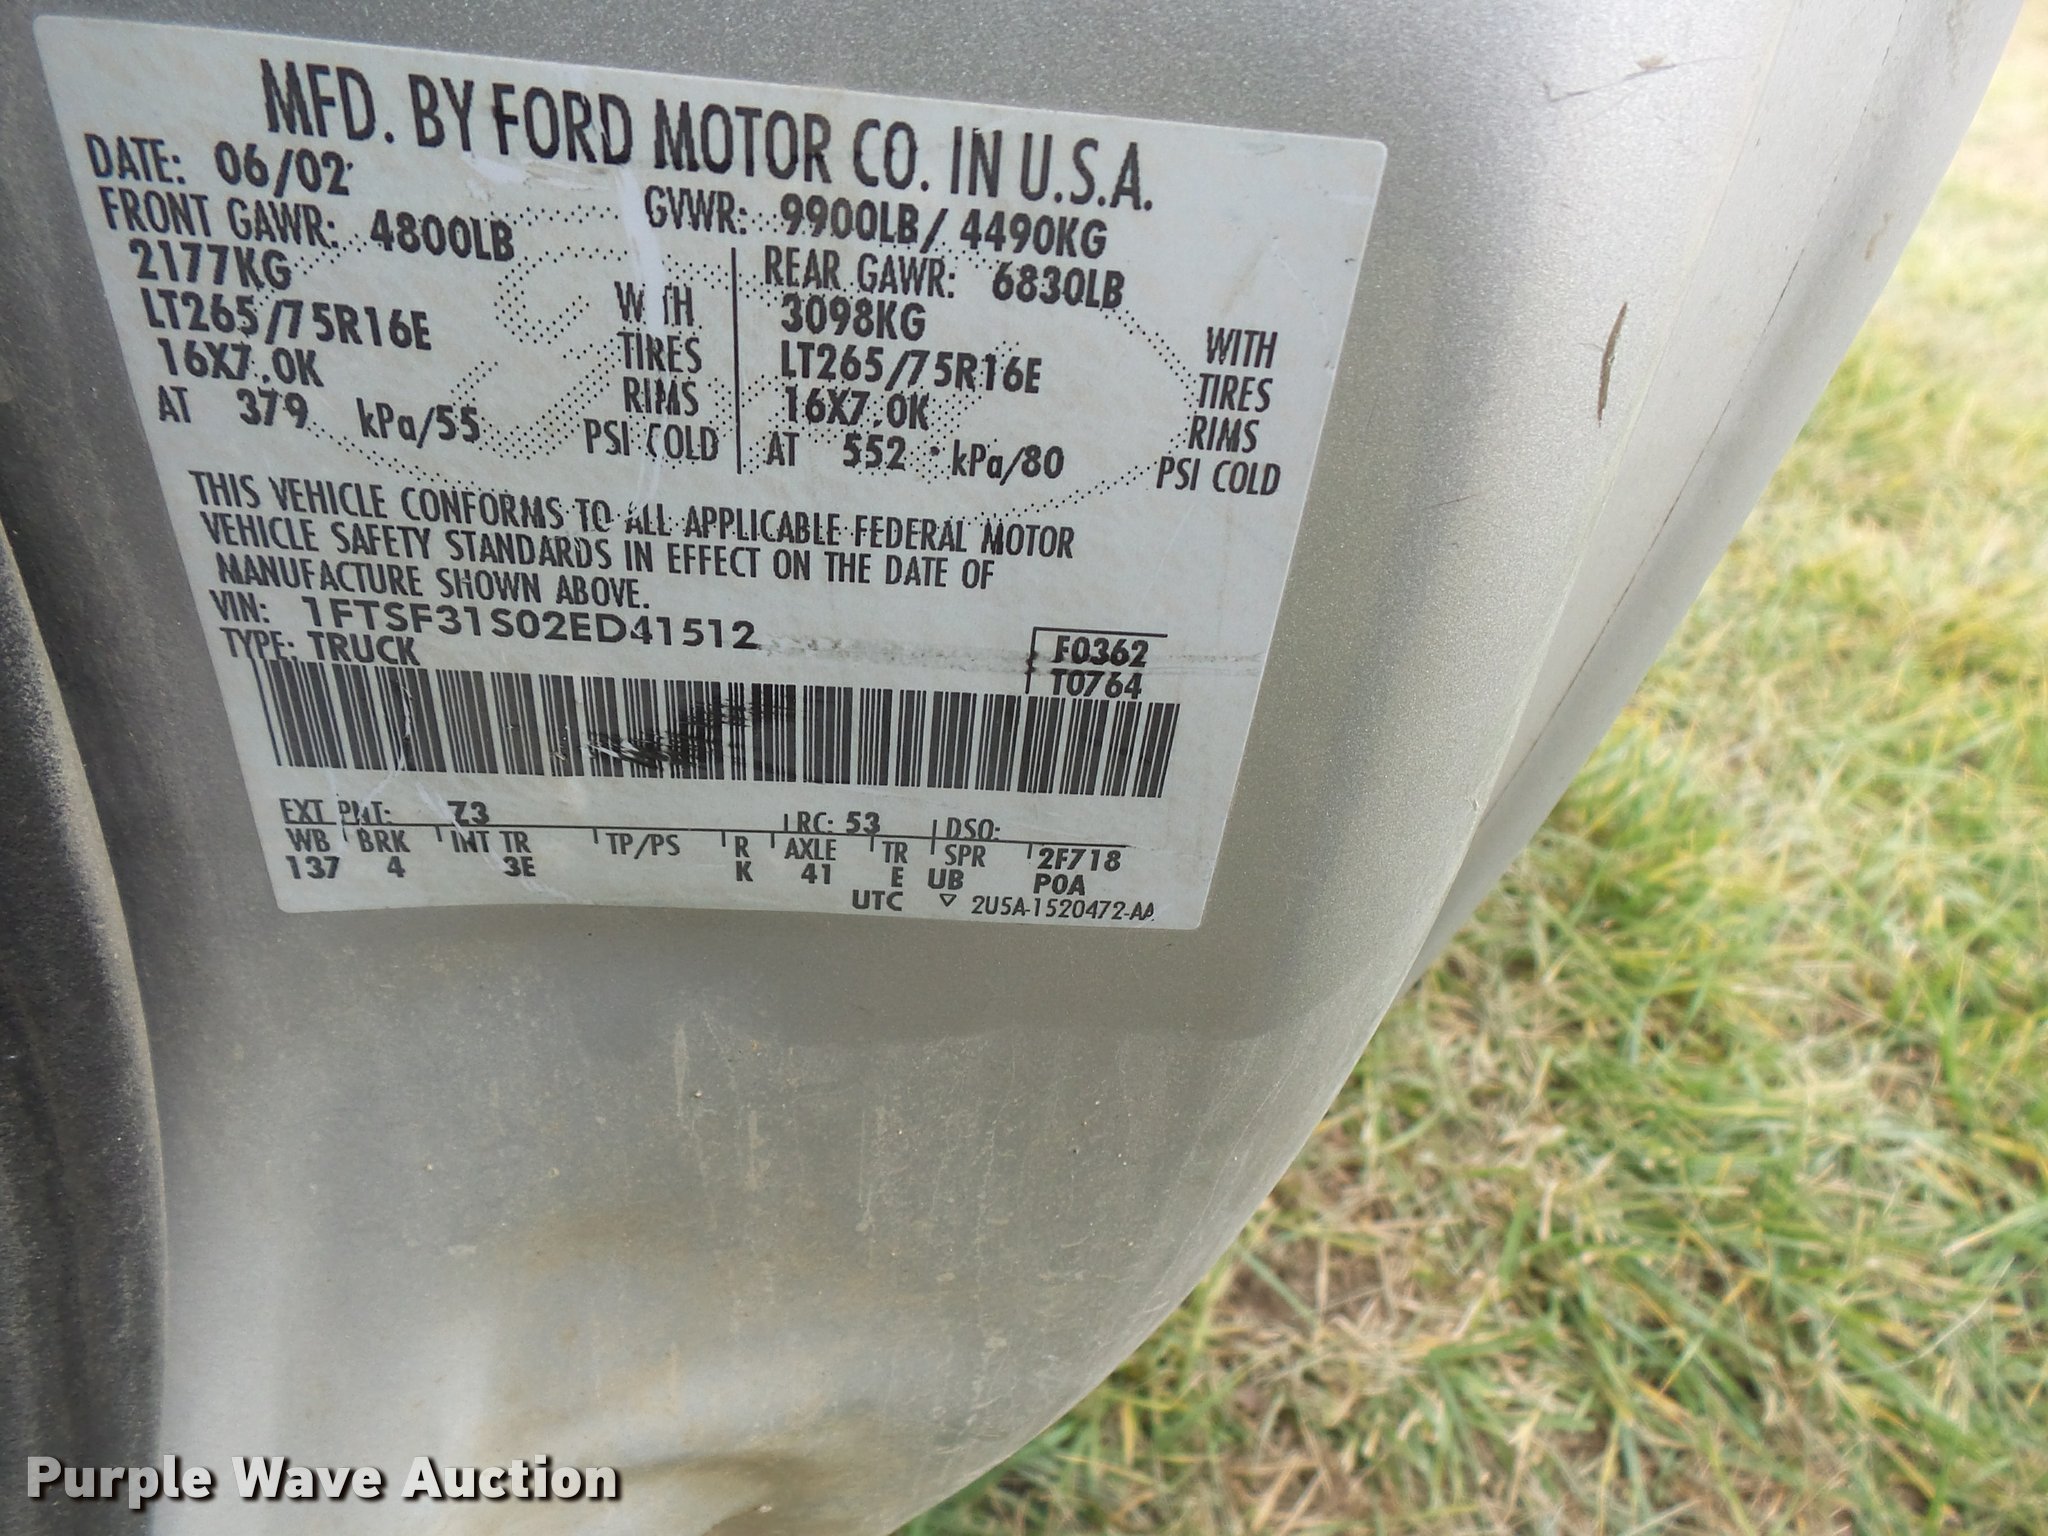 MFD. BY FORD MOTOR CO. IN U.S.A.
DATE: 06/02 GVWR: 9900LB/ 4490KG
FRONT GAWR: 4800LB REAR GAWR: 6830LB
2177KG WITH 3098KG WITH
LT265/75R16E TIRES LT265/75R16E TIRES
16X7.0K RIMS 16X7.0K RIMS
AT 379 kPa/55 PSI COLD AT 552 kPa/80 PSI COLD
THIS VEHICLE CONFORMS TO ALL APPLICABLE FEDERAL MOTOR
VEHICLE SAFETY STANDARDS IN EFFECT ON THE DATE OF
MANUFACTURE SHOWN ABOVE.
VIN: 1FTSF31S02ED41512 F0362
TYPE: TRUCK T0764
EXT PNT: Z3 RC: 53 DSO:
WB BRK INT TR TP/PS R AXLE TR SPR 2F718
137 4 3E K 41 E UB P0A
UTC ▽ 2U5A-1520472-AA
Purple Wave Auction